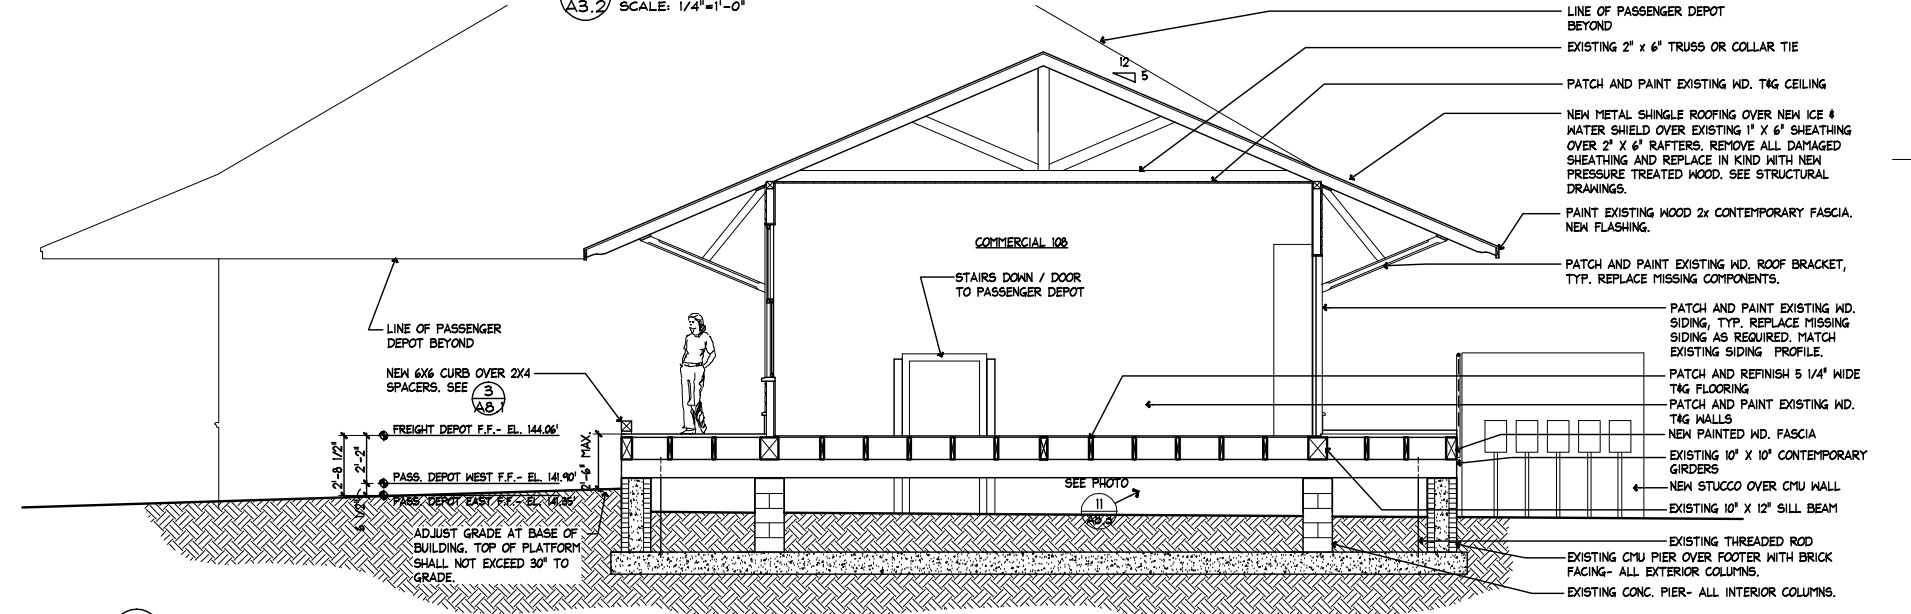 A3.2 SCALE: 1/4"=1'-0"
LINE OF PASSENGER DEPOT
BEYOND
EXISTING 2" x 6" TRUSS OR COLLAR TIE
12
5
PATCH AND PAINT EXISTING WD. T&G CEILING
NEW METAL SHINGLE ROOFING OVER NEW ICE &
WATER SHIELD OVER EXISTING 1" X 6" SHEATHING
OVER 2" X 6" RAFTERS. REMOVE ALL DAMAGED
SHEATHING AND REPLACE IN KIND WITH NEW
PRESSURE TREATED WOOD. SEE STRUCTURAL
DRAWINGS.
PAINT EXISTING WOOD 2x CONTEMPORARY FASCIA.
NEW FLASHING.
COMMERCIAL 108
PATCH AND PAINT EXISTING WD. ROOF BRACKET,
TYP. REPLACE MISSING COMPONENTS.
STAIRS DOWN / DOOR
TO PASSENGER DEPOT
PATCH AND PAINT EXISTING WD.
SIDING, TYP. REPLACE MISSING
SIDING AS REQUIRED. MATCH
EXISTING SIDING PROFILE.
LINE OF PASSENGER
DEPOT BEYOND
NEW 6X6 CURB OVER 2X4
SPACERS. SEE
3
A8.1
PATCH AND REFINISH 5 1/4" WIDE
T&G FLOORING
PATCH AND PAINT EXISTING WD.
T&G WALLS
FREIGHT DEPOT F.F.- EL. 144.06'
NEW PAINTED WD. FASCIA
2'-8 1/2"
2'-2"
2'-6" MAX.
EXISTING 10" X 10" CONTEMPORARY
GIRDERS
PASS. DEPOT WEST F.F.- EL. 141.90'
SEE PHOTO
NEW STUCCO OVER CMU WALL
PASS. DEPOT EAST F.F.- EL. 141.35'
6 1/2"
11
EXISTING 10" X 12" SILL BEAM
ADJUST GRADE AT BASE OF
BUILDING. TOP OF PLATFORM
SHALL NOT EXCEED 30" TO
GRADE.
EXISTING THREADED ROD
EXISTING CMU PIER OVER FOOTER WITH BRICK
FACING- ALL EXTERIOR COLUMNS.
EXISTING CONC. PIER- ALL INTERIOR COLUMNS.